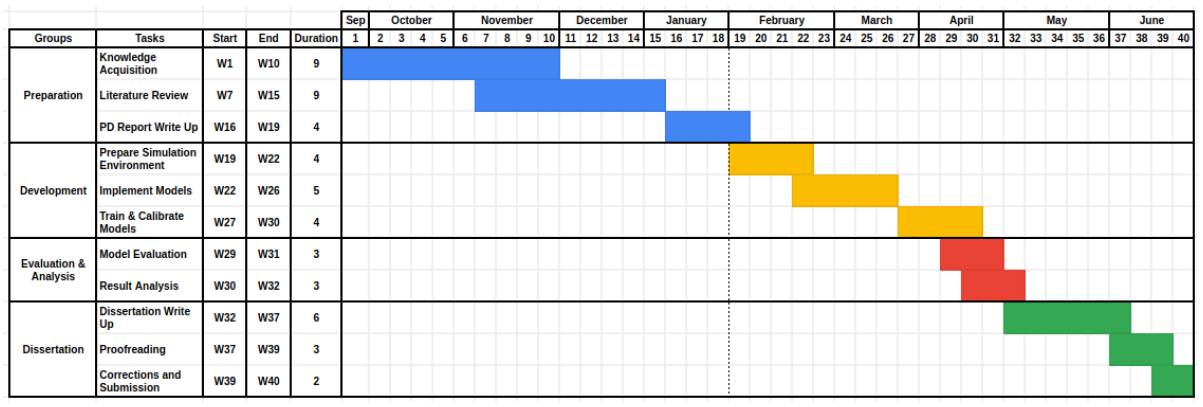 Sep October November December January February March April May June
Groups Tasks Start End Duration 1 2 3 4 5 6 7 8 9 10 11 12 13 14 15 16 17 18 19 20 21 22 23 24 25 26 27 28 29 30 31 32 33 34 35 36 37 38 39 40
Preparation
Knowledge
Acquisition
W1 W10 9
Literature Review W7 W15 9
PD Report Write Up W16 W19 4
Development
Prepare Simulation
Environment
W19 W22 4
Implement Models W22 W26 5
Train & Calibrate
Models
W27 W30 4
Evaluation &
Analysis
Model Evaluation W29 W31 3
Result Analysis W30 W32 3
Dissertation
Dissertation Write
Up
W32 W37 6
Proofreading W37 W39 3
Corrections and
Submission
W39 W40 2